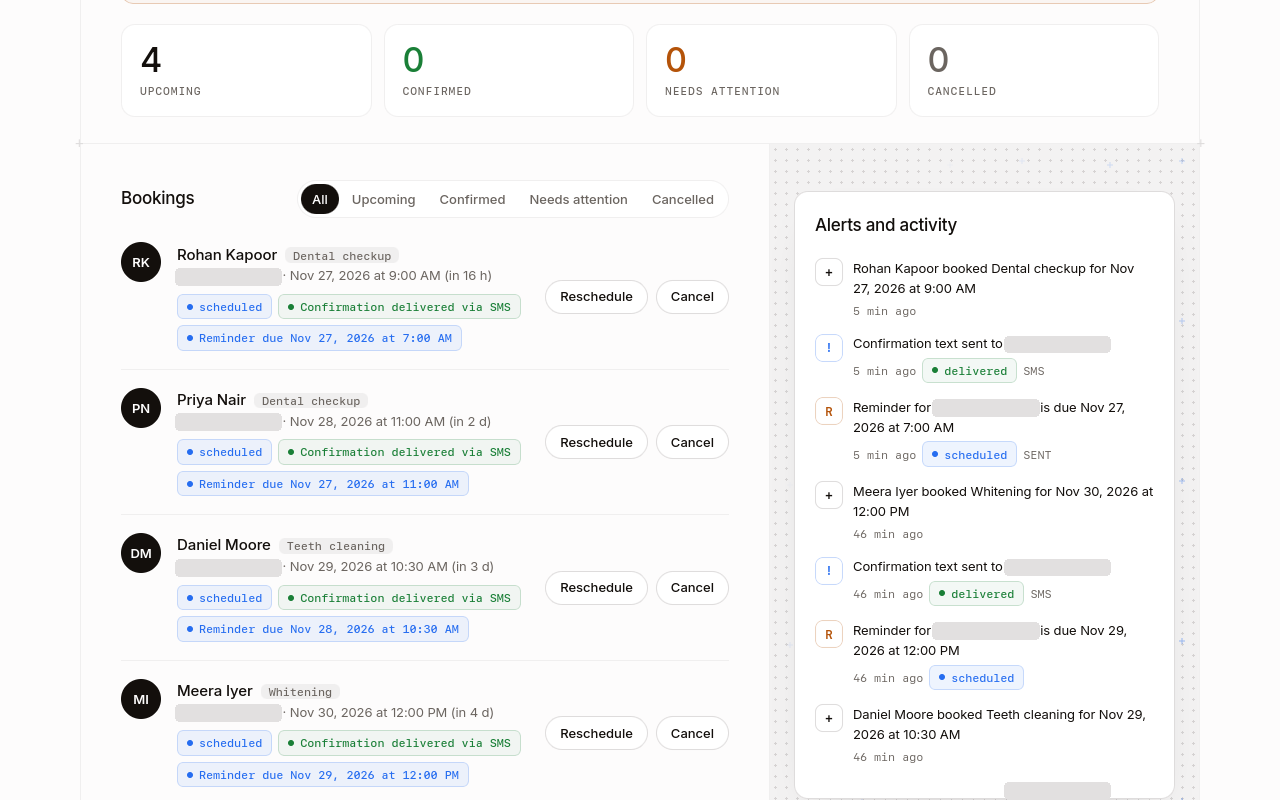 4
UPCOMING
0
CONFIRMED
0
NEEDS ATTENTION
0
CANCELLED
Bookings
All Upcoming Confirmed Needs attention Cancelled
RK
Rohan Kapoor Dental checkup
· Nov 27, 2026 at 9:00 AM (in 16 h)
scheduled Confirmation delivered via SMS
Reminder due Nov 27, 2026 at 7:00 AM
Reschedule Cancel
PN
Priya Nair Dental checkup
· Nov 28, 2026 at 11:00 AM (in 2 d)
scheduled Confirmation delivered via SMS
Reminder due Nov 27, 2026 at 11:00 AM
Reschedule Cancel
DM
Daniel Moore Teeth cleaning
· Nov 29, 2026 at 10:30 AM (in 3 d)
scheduled Confirmation delivered via SMS
Reminder due Nov 28, 2026 at 10:30 AM
Reschedule Cancel
MI
Meera Iyer Whitening
· Nov 30, 2026 at 12:00 PM (in 4 d)
scheduled Confirmation delivered via SMS
Reminder due Nov 29, 2026 at 12:00 PM
Reschedule Cancel
Alerts and activity
+ Rohan Kapoor booked Dental checkup for Nov
27, 2026 at 9:00 AM
5 min ago
! Confirmation text sent to
5 min ago delivered SMS
R Reminder for is due Nov 27,
2026 at 7:00 AM
5 min ago scheduled SENT
+ Meera Iyer booked Whitening for Nov 30, 2026 at
12:00 PM
46 min ago
! Confirmation text sent to
46 min ago delivered SMS
R Reminder for is due Nov 29,
2026 at 12:00 PM
46 min ago scheduled
+ Daniel Moore booked Teeth cleaning for Nov 29,
2026 at 10:30 AM
46 min ago